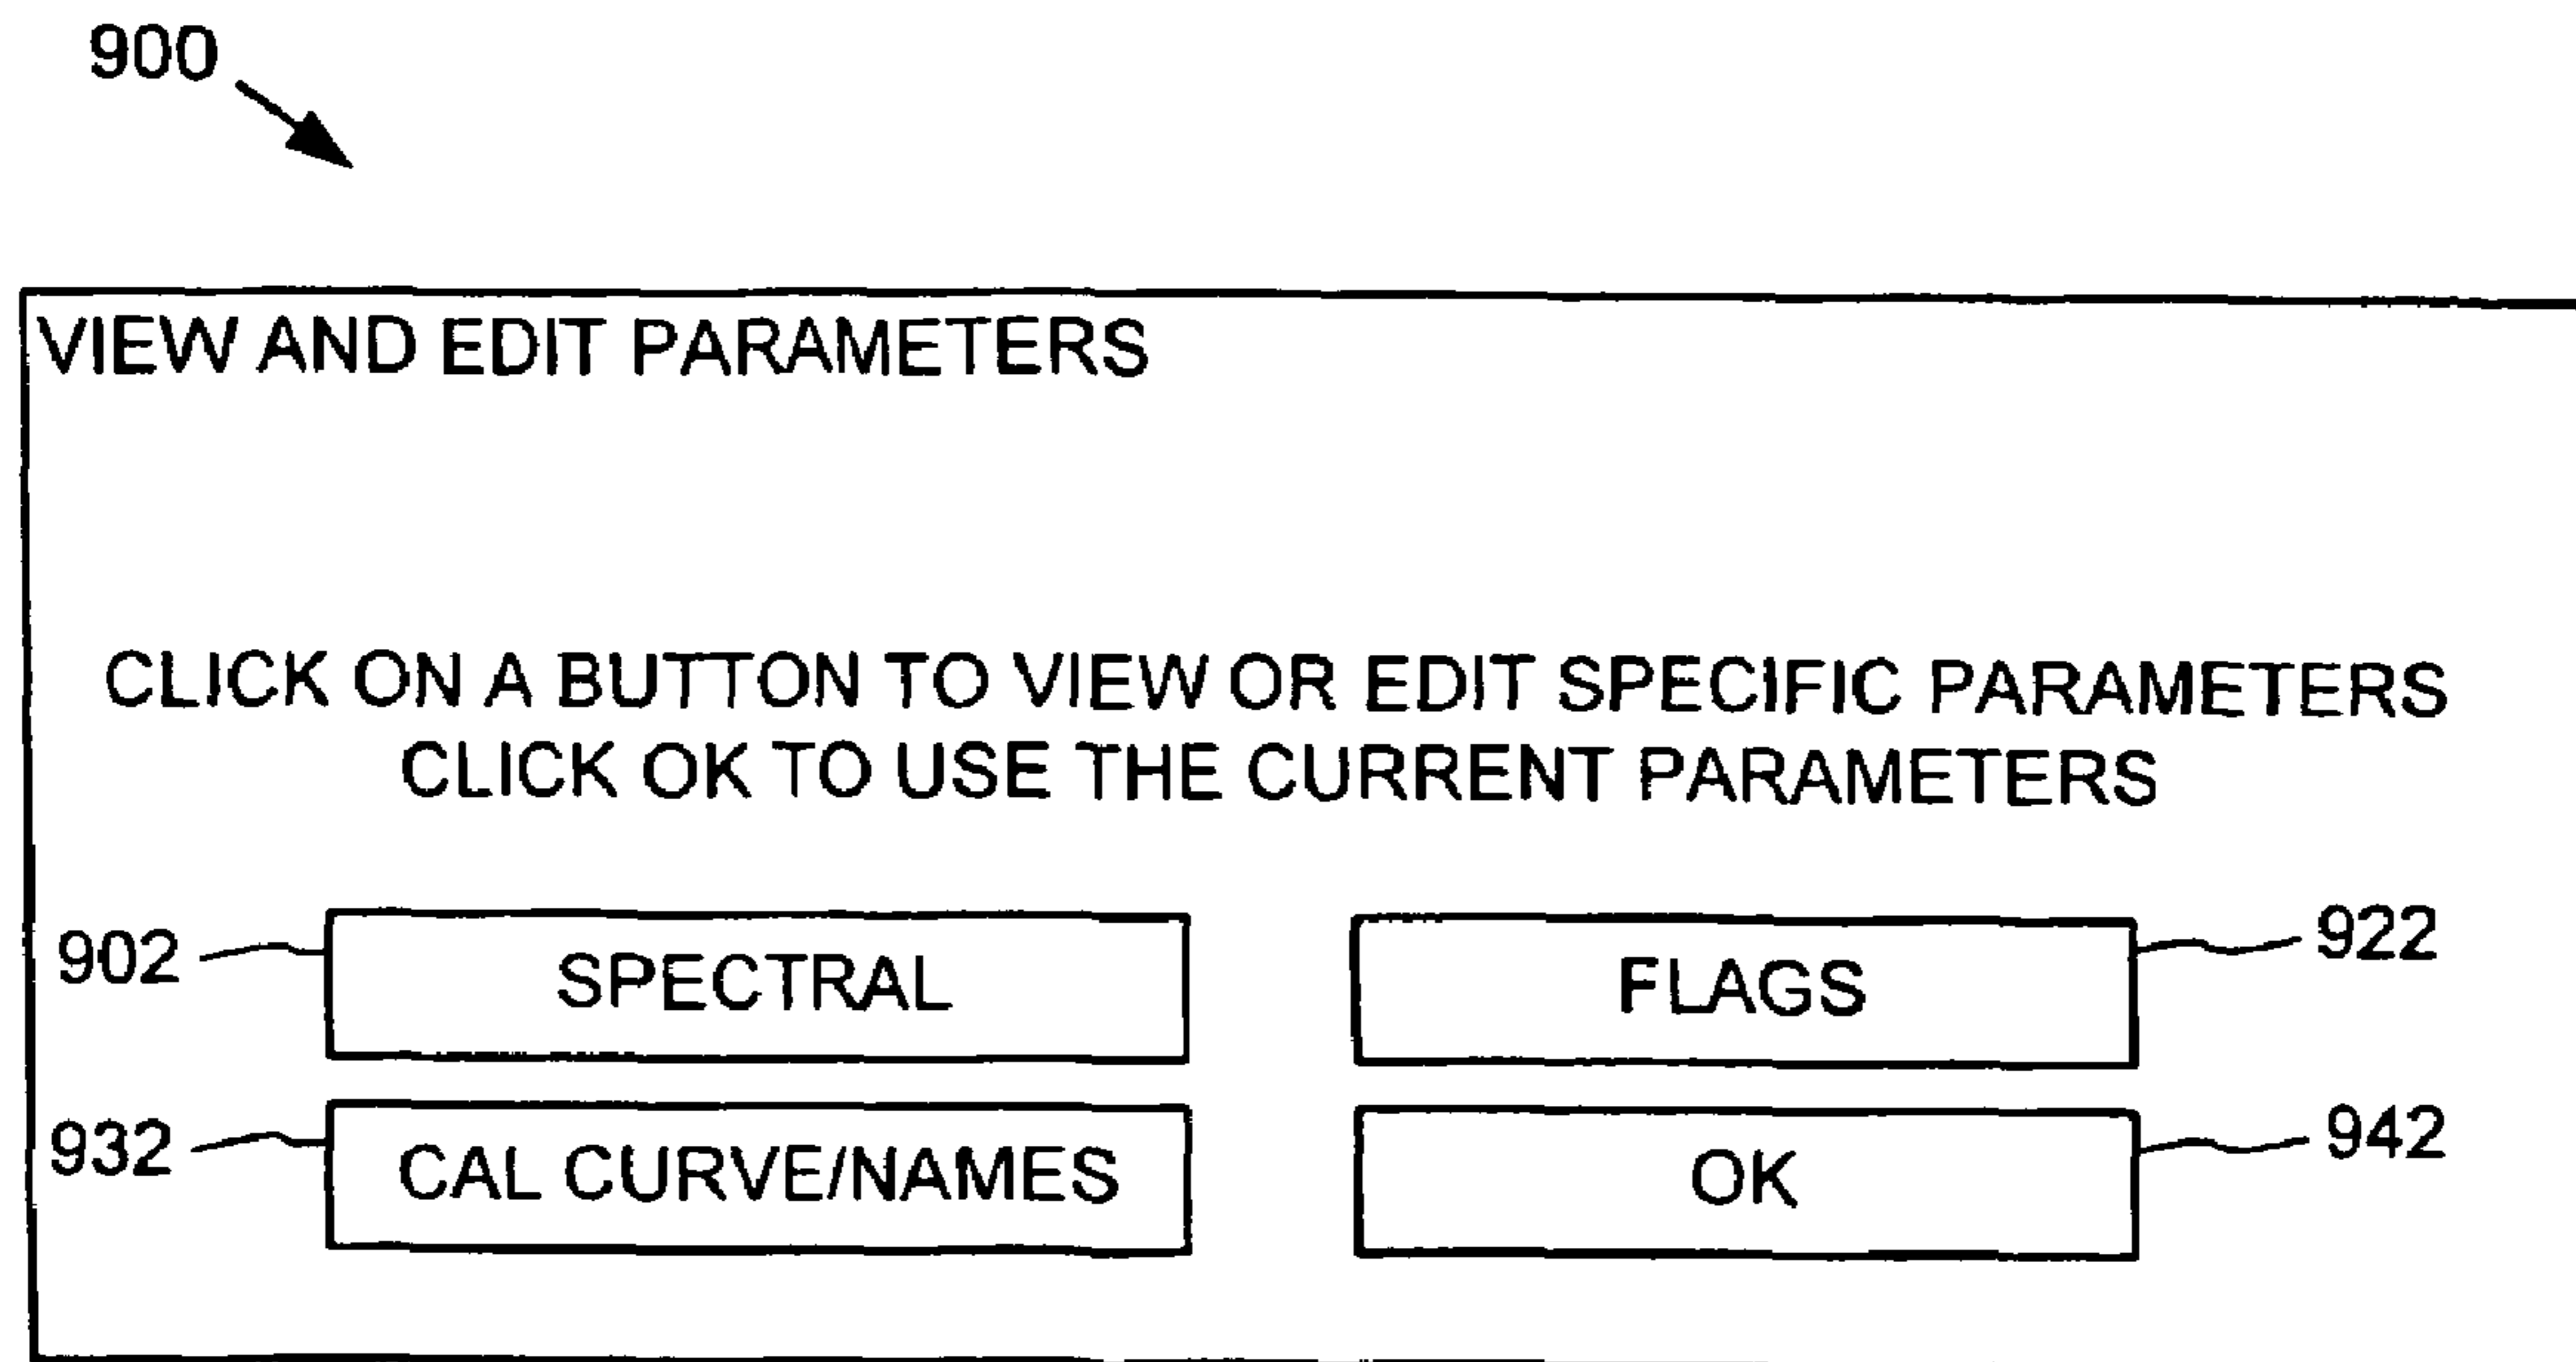 900
VIEW AND EDIT PARAMETERS
CLICK ON A BUTTON TO VIEW OR EDIT SPECIFIC PARAMETERS
CLICK OK TO USE THE CURRENT PARAMETERS
902 SPECTRAL FLAGS 922
932 CAL CURVE/NAMES OK 942